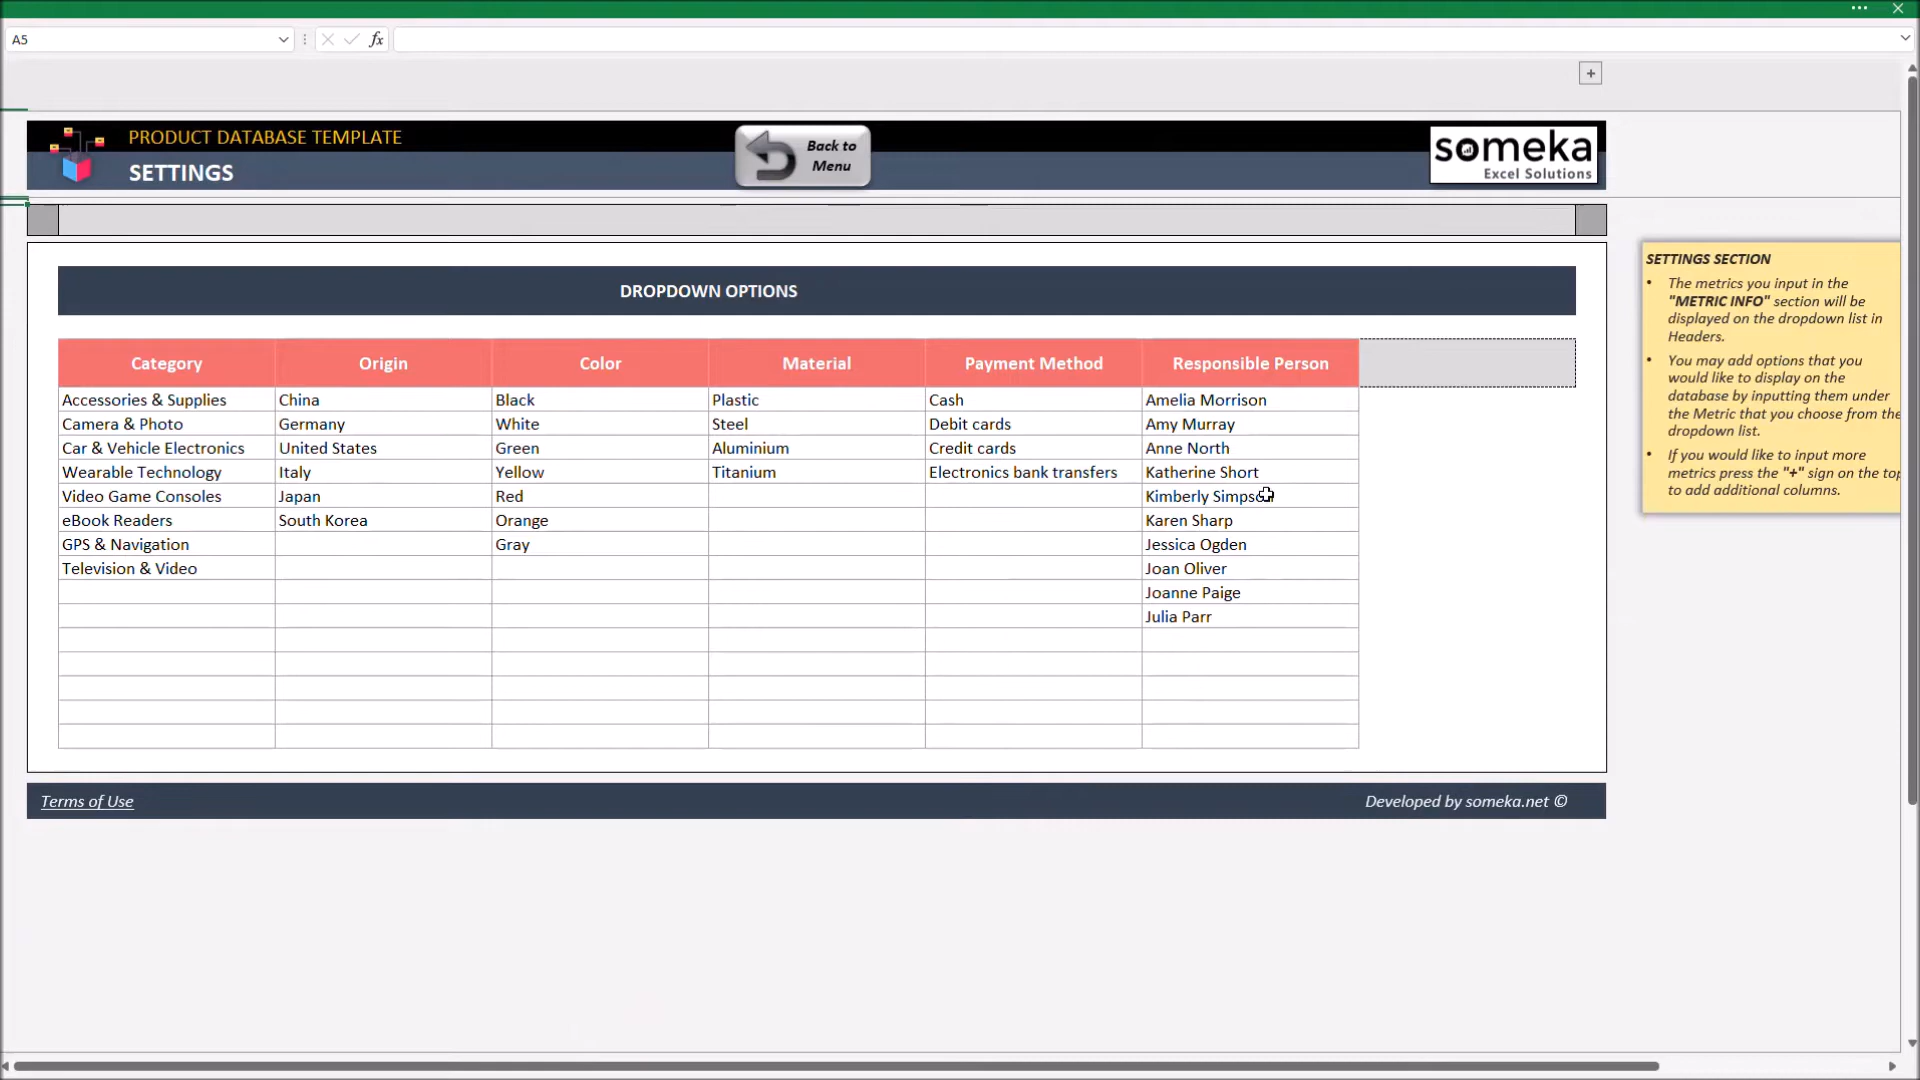 A5
fx
PRODUCT DATABASE TEMPLATE
SETTINGS
Back to
Menu
someka
Excel Solutions
DROPDOWN OPTIONS
Category Origin Color Material Payment Method Responsible Person
Accessories & Supplies China Black Plastic Cash Amelia Morrison
Camera & Photo Germany White Steel Debit cards Amy Murray
Car & Vehicle Electronics United States Green Aluminium Credit cards Anne North
Wearable Technology Italy Yellow Titanium Electronics bank transfers Katherine Short
Video Game Consoles Japan Red Kimberly Simpson
eBook Readers South Korea Orange Karen Sharp
GPS & Navigation Gray Jessica Ogden
Television & Video Joan Oliver
Joanne Paige
Julia Parr
SETTINGS SECTION
• The metrics you input in the
"METRIC INFO" section will be
displayed on the dropdown list in
Headers.
• You may add options that you
would like to display on the
database by inputting them under
the Metric that you choose from the
dropdown list.
• If you would like to input more
metrics press the "+" sign on the top
to add additional columns.
Terms of Use
Developed by someka.net ©